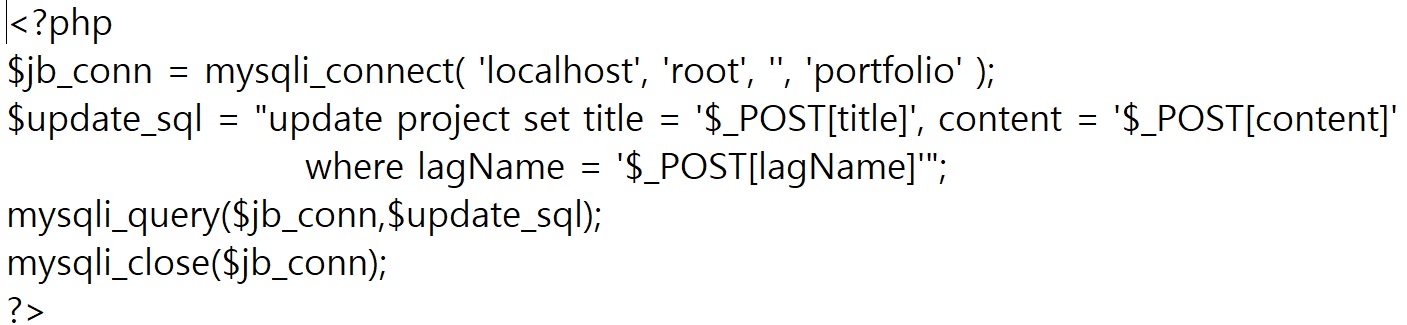 <?php
$jb_conn = mysqli_connect( 'localhost', 'root', '', 'portfolio' );
$update_sql = "update project set title = '$_POST[title]', content = '$_POST[content]'
where lagName = '$_POST[lagName]'";
mysqli_query($jb_conn,$update_sql);
mysqli_close($jb_conn);
?>